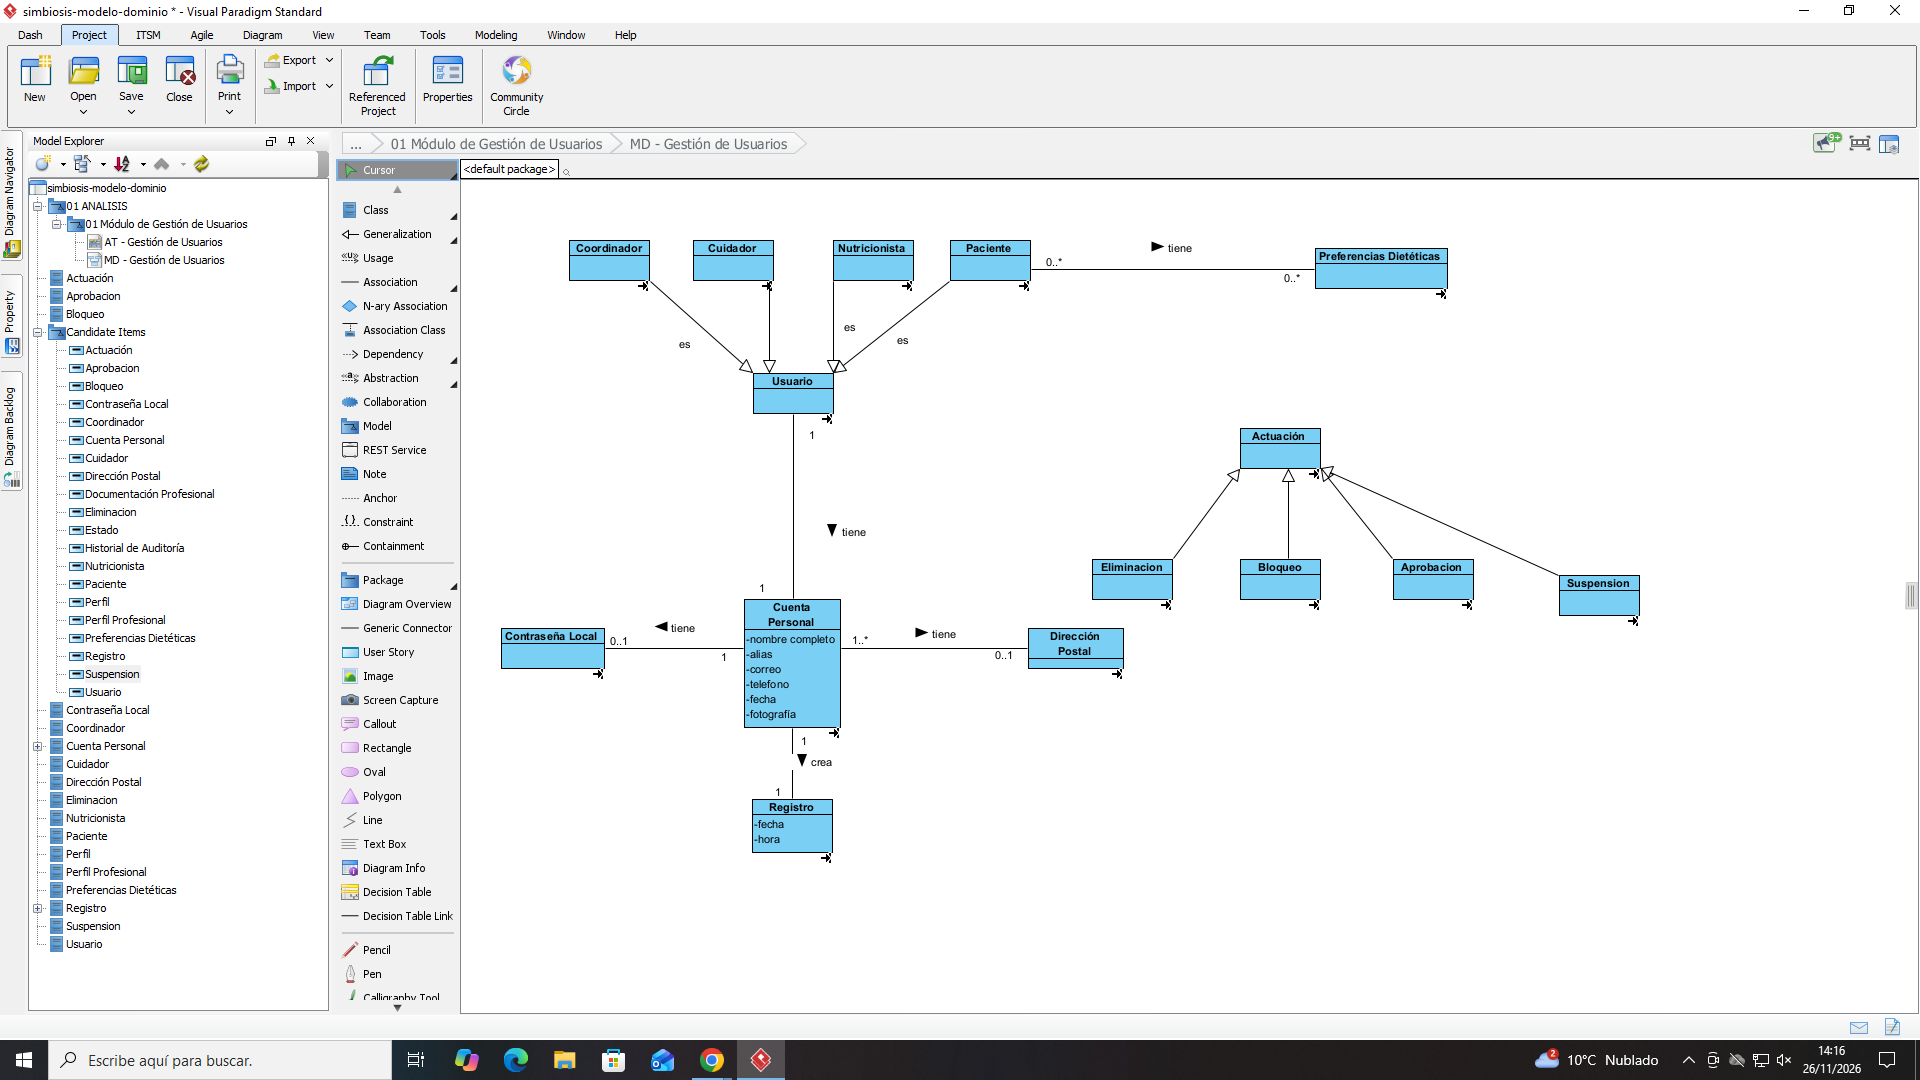 simbiosis-modelo-dominio * - Visual Paradigm Standard
Dash Project ITSM Agile Diagram View Team Tools Modeling Window Help
New Open Save Close Print Export Import Referenced Project Properties Community Circle
Model Explorer
... 01 Módulo de Gestión de Usuarios MD - Gestión de Usuarios
9+
Diagram Navigator
Property
Diagram Backlog
simbiosis-modelo-dominio
01 ANALISIS
01 Módulo de Gestión de Usuarios
AT - Gestión de Usuarios
MD - Gestión de Usuarios
Actuación
Aprobacion
Bloqueo
Candidate Items
Actuación
Aprobacion
Bloqueo
Contraseña Local
Coordinador
Cuenta Personal
Cuidador
Dirección Postal
Documentación Profesional
Eliminacion
Estado
Historial de Auditoría
Nutricionista
Paciente
Perfil
Perfil Profesional
Preferencias Dietéticas
Registro
Suspension
Usuario
Contraseña Local
Coordinador
Cuenta Personal
Cuidador
Dirección Postal
Eliminacion
Nutricionista
Paciente
Perfil
Perfil Profesional
Preferencias Dietéticas
Registro
Suspension
Usuario
Cursor
Class
Generalization
Usage
Association
N-ary Association
Association Class
Dependency
Abstraction
Collaboration
Model
REST Service
Note
Anchor
Constraint
Containment
Package
Diagram Overview
Generic Connector
User Story
Image
Screen Capture
Callout
Rectangle
Oval
Polygon
Line
Text Box
Diagram Info
Decision Table
Decision Table Link
Pencil
Pen
Calligraphy Tool
<default package>
Coordinador
Cuidador
Nutricionista
Paciente
tiene
0..*
0..*
Preferencias Dietéticas
es
es
es
Usuario
1
tiene
1
Actuación
Eliminacion
Bloqueo
Aprobacion
Suspension
Contraseña Local
0..1
tiene
1
Cuenta
Personal
-nombre completo
-alias
-correo
-telefono
-fecha
-fotografía
1..*
tiene
0..1
Dirección
Postal
1
crea
1
Registro
-fecha
-hora
Escribe aquí para buscar.
2
10°C Nublado
14:16
26/11/2026